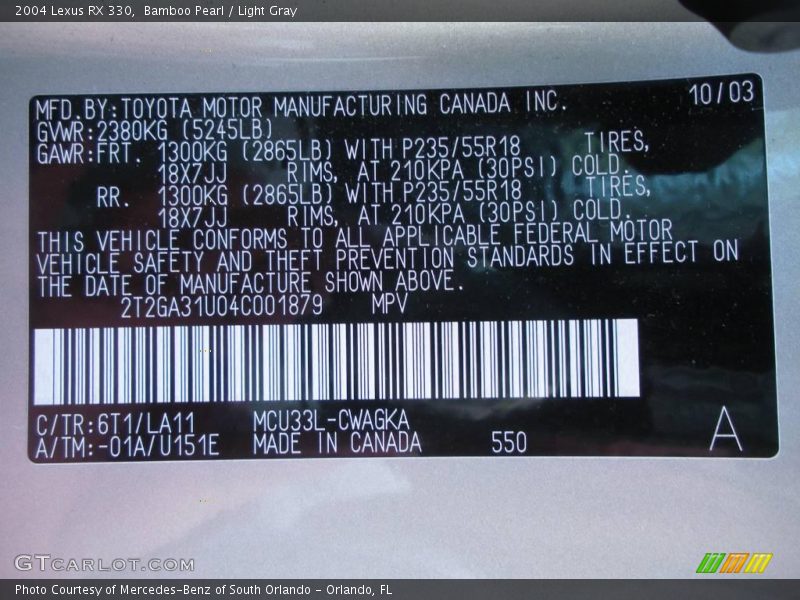 2004 Lexus RX 330,  Bamboo Pearl / Light Gray
MFD.BY:TOYOTA MOTOR MANUFACTURING CANADA INC. 10/03
GVWR:2380KG (5245LB)
GAWR:FRT. 1300KG (2865LB) WITH P235/55R18 TIRES,
18X7JJ RIMS, AT 210KPA (30PSI) COLD.
RR. 1300KG (2865LB) WITH P235/55R18 TIRES,
18X7JJ RIMS, AT 210KPA (30PSI) COLD.
THIS VEHICLE CONFORMS TO ALL APPLICABLE FEDERAL MOTOR
VEHICLE SAFETY AND THEFT PREVENTION STANDARDS IN EFFECT ON
THE DATE OF MANUFACTURE SHOWN ABOVE.
2T2GA31U04C001879 MPV
C/TR:6T1/LA11 MCU33L-CWAGKA
A/TM:-01A/U151E MADE IN CANADA 550 A
GTCARLOT.COM
Photo Courtesy of Mercedes-Benz of South Orlando - Orlando, FL